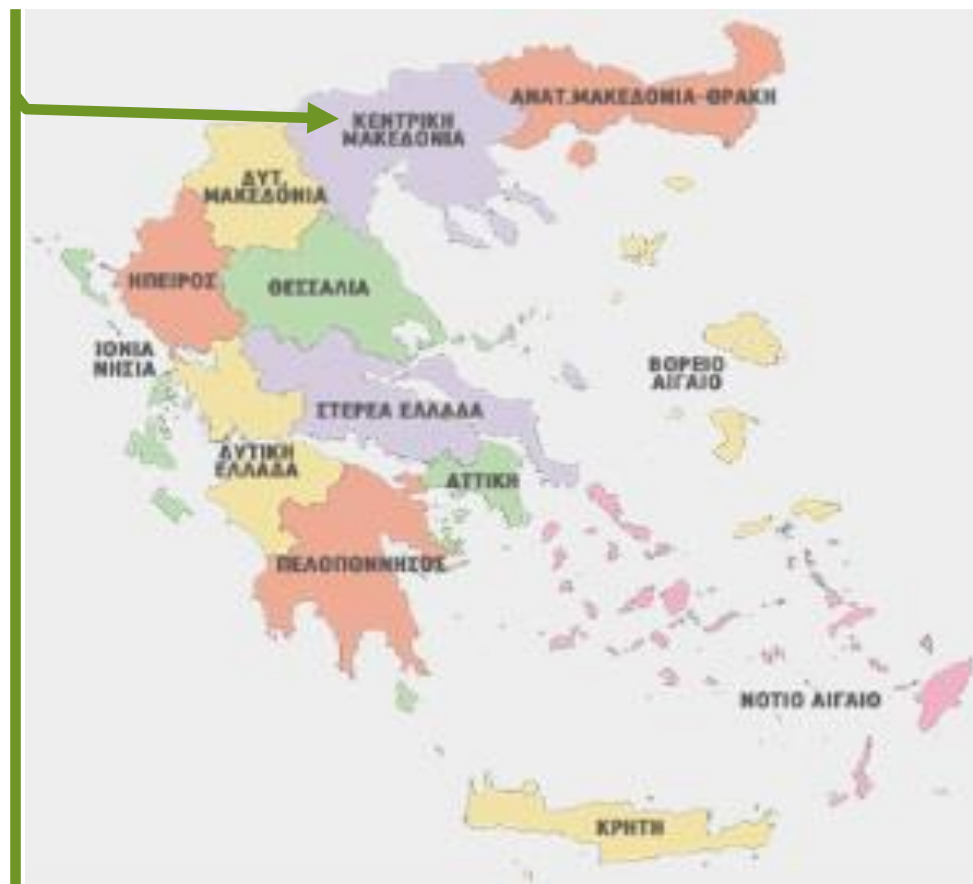 ΑΝΑΤ.ΜΑΚΕΔΟΝΙΑ-ΘΡΑΚΗ
ΚΕΝΤΡΙΚΗ
ΜΑΚΕΔΟΝΙΑ
ΔΥΤ.
ΜΑΚΕΔΟΝΙΑ
ΗΠΕΙΡΟΣ
ΘΕΣΣΑΛΙΑ
ΙΟΝΙΑ
ΝΗΣΙΑ
ΒΟΡΕΙΟ
ΑΙΓΑΙΟ
ΣΤΕΡΕΑ ΕΛΛΑΔΑ
ΔΥΤΙΚΗ
ΕΛΛΑΔΑ
ΑΤΤΙΚΗ
ΠΕΛΟΠΟΝΝΗΣΟΣ
ΝΟΤΙΟ ΑΙΓΑΙΟ
ΚΡΗΤΗ